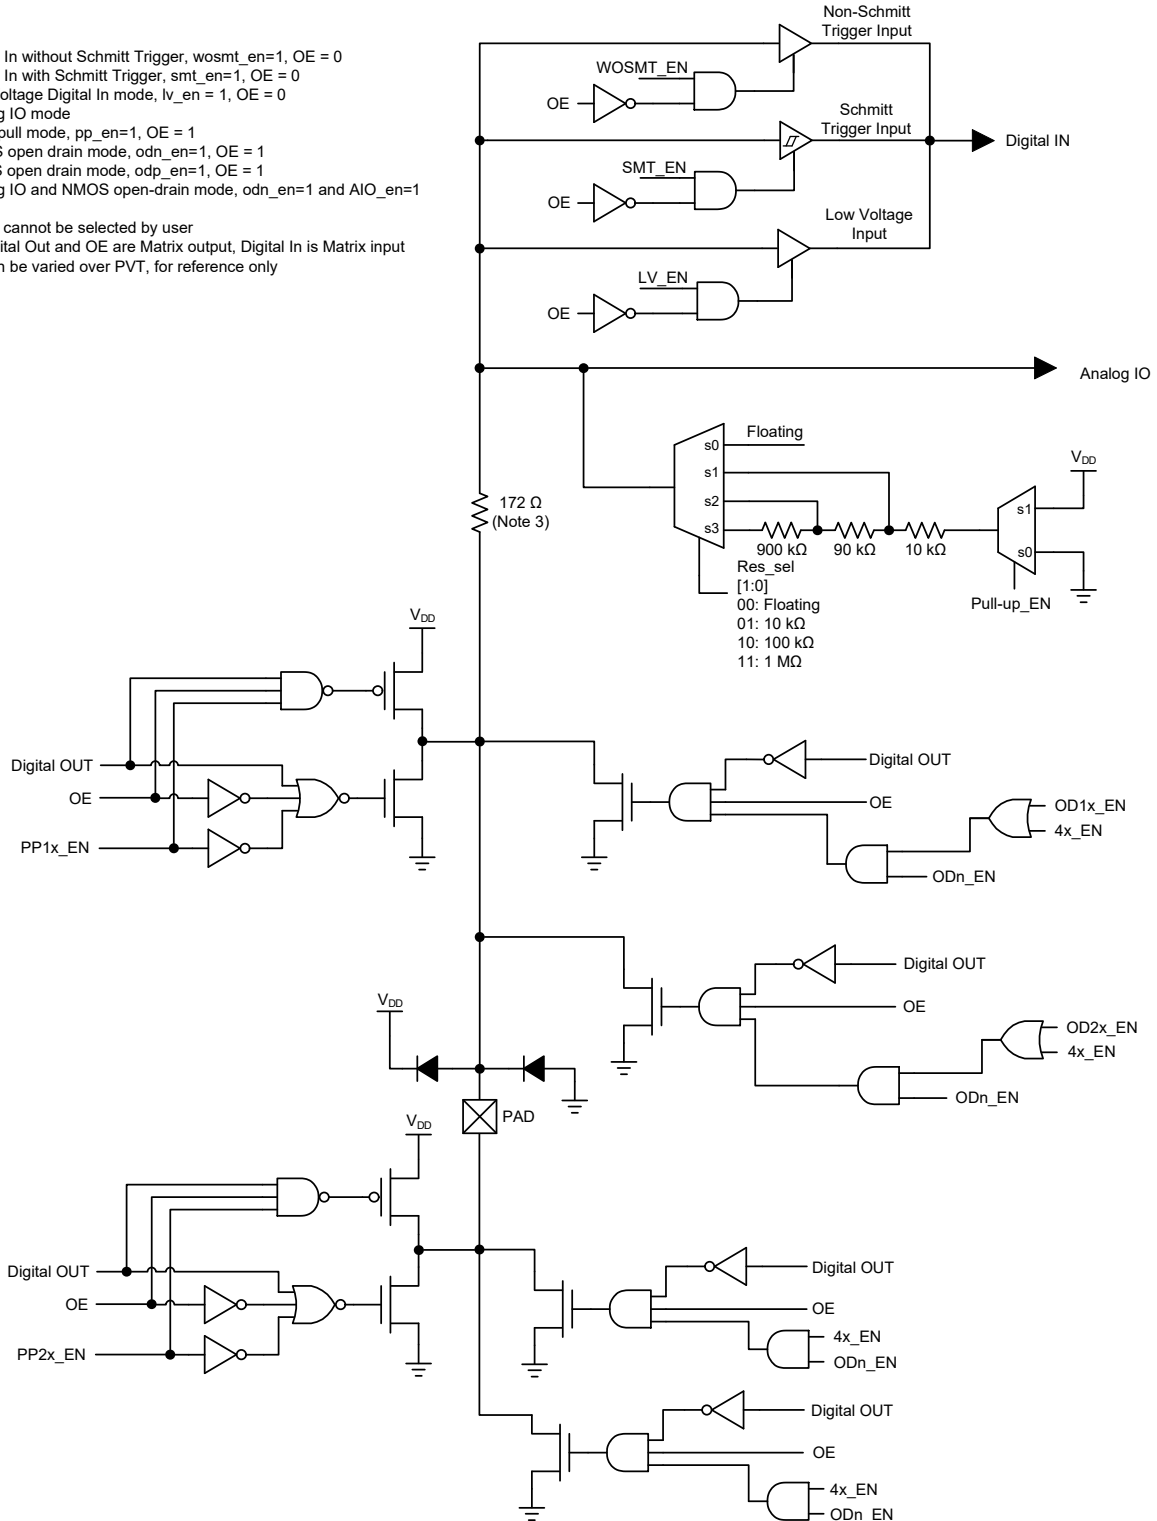 In without Schmitt Trigger, wosmt_en=1, OE = 0
In with Schmitt Trigger, smt_en=1, OE = 0
oltage Digital In mode, lv_en = 1, OE = 0
g IO mode
pull mode, pp_en=1, OE = 1
S open drain mode, odn_en=1, OE = 1
S open drain mode, odp_en=1, OE = 1
g IO and NMOS open-drain mode, odn_en=1 and AIO_en=1
cannot be selected by user
ital Out and OE are Matrix output, Digital In is Matrix input
n be varied over PVT, for reference only
Non-Schmitt
Trigger Input
WOSMT_EN
OE
Schmitt
Trigger Input
Digital IN
SMT_EN
OE
Low Voltage
Input
LV_EN
OE
Analog IO
Floating
s0
s1
s2
s3
900 kΩ
90 kΩ
10 kΩ
VDD
s1
s0
Pull-up_EN
172 Ω
(Note 3)
Res_sel
[1:0]
00: Floating
01: 10 kΩ
10: 100 kΩ
11: 1 MΩ
VDD
Digital OUT
OE
PP1x_EN
Digital OUT
OE
OD1x_EN
4x_EN
ODn_EN
Digital OUT
OE
OD2x_EN
4x_EN
ODn_EN
VDD
PAD
VDD
Digital OUT
OE
PP2x_EN
Digital OUT
OE
4x_EN
ODn_EN
Digital OUT
OE
4x_EN
ODn_EN